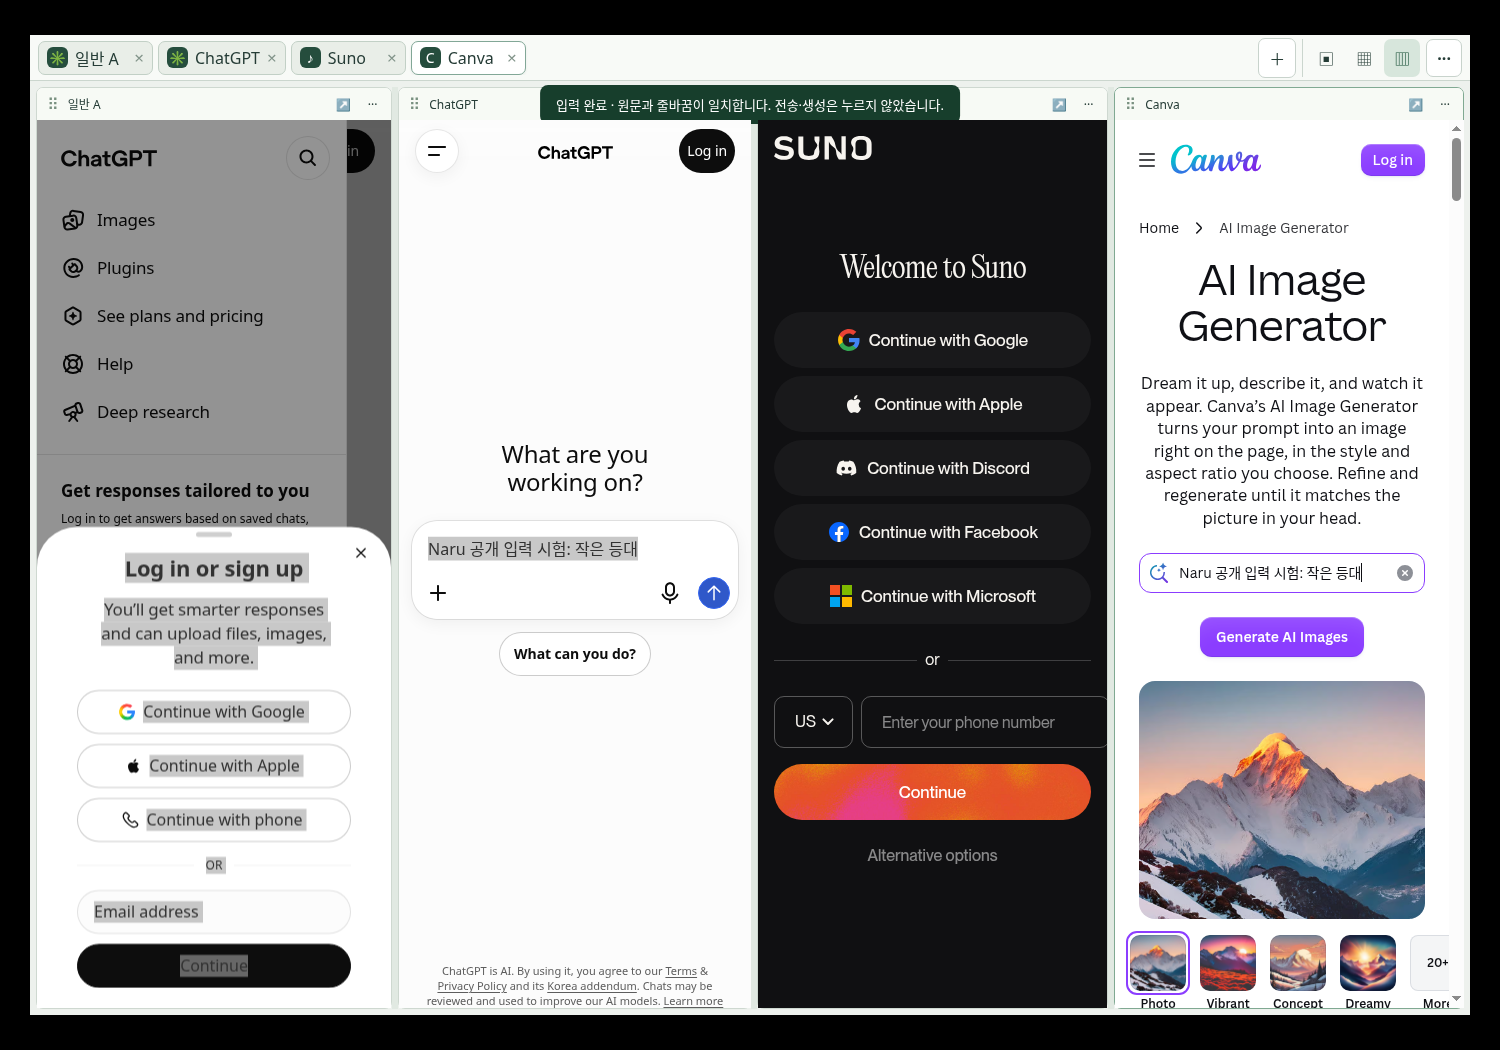 일반 A ×
ChatGPT ×
Suno ×
Canva ×
일반 A
ChatGPT
입력 완료 · 원문과 줄바꿈이 일치합니다. 전송·생성은 누르지 않았습니다.
Canva
ChatGPT
in
Images
Plugins
See plans and pricing
Help
Deep research
Get responses tailored to you
Log in to get answers based on saved chats,
Log in or sign up
You’ll get smarter responses
and can upload files, images,
and more.
Continue with Google
Continue with Apple
Continue with phone
OR
Email address
Continue
ChatGPT
Log in
What are you
working on?
Naru 공개 입력 시험: 작은 등대
What can you do?
ChatGPT is AI. By using it, you agree to our Terms &
Privacy Policy and its Korea addendum. Chats may be
reviewed and used to improve our AI models. Learn more
SUNO
Welcome to Suno
Continue with Google
Continue with Apple
Continue with Discord
Continue with Facebook
Continue with Microsoft
or
US
Enter your phone number
Continue
Alternative options
Canva
Log in
Home
AI Image Generator
AI Image
Generator
Dream it up, describe it, and watch it
appear. Canva’s AI Image Generator
turns your prompt into an image
right on the page, in the style and
aspect ratio you choose. Refine and
regenerate until it matches the
picture in your head.
Naru 공개 입력 시험: 작은 등대
Generate AI Images
20+
Photo
Vibrant
Concept
Dreamy
More